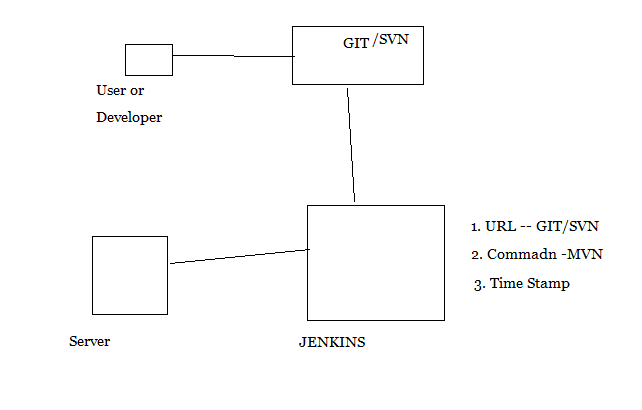 GIT/SVN
User or
Developer
1. URL -- GIT/SVN
2. Commadn -MVN
3. Time Stamp
Server
JENKINS